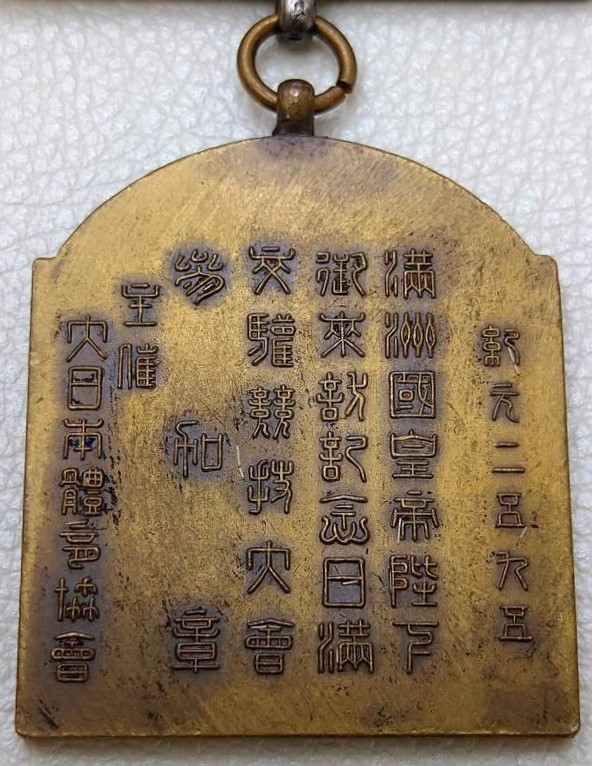 紀元二五九五
滿洲國皇帝陛下
御來訪記念日滿
交驩競技大會
參加章
主催
大日本體育協會